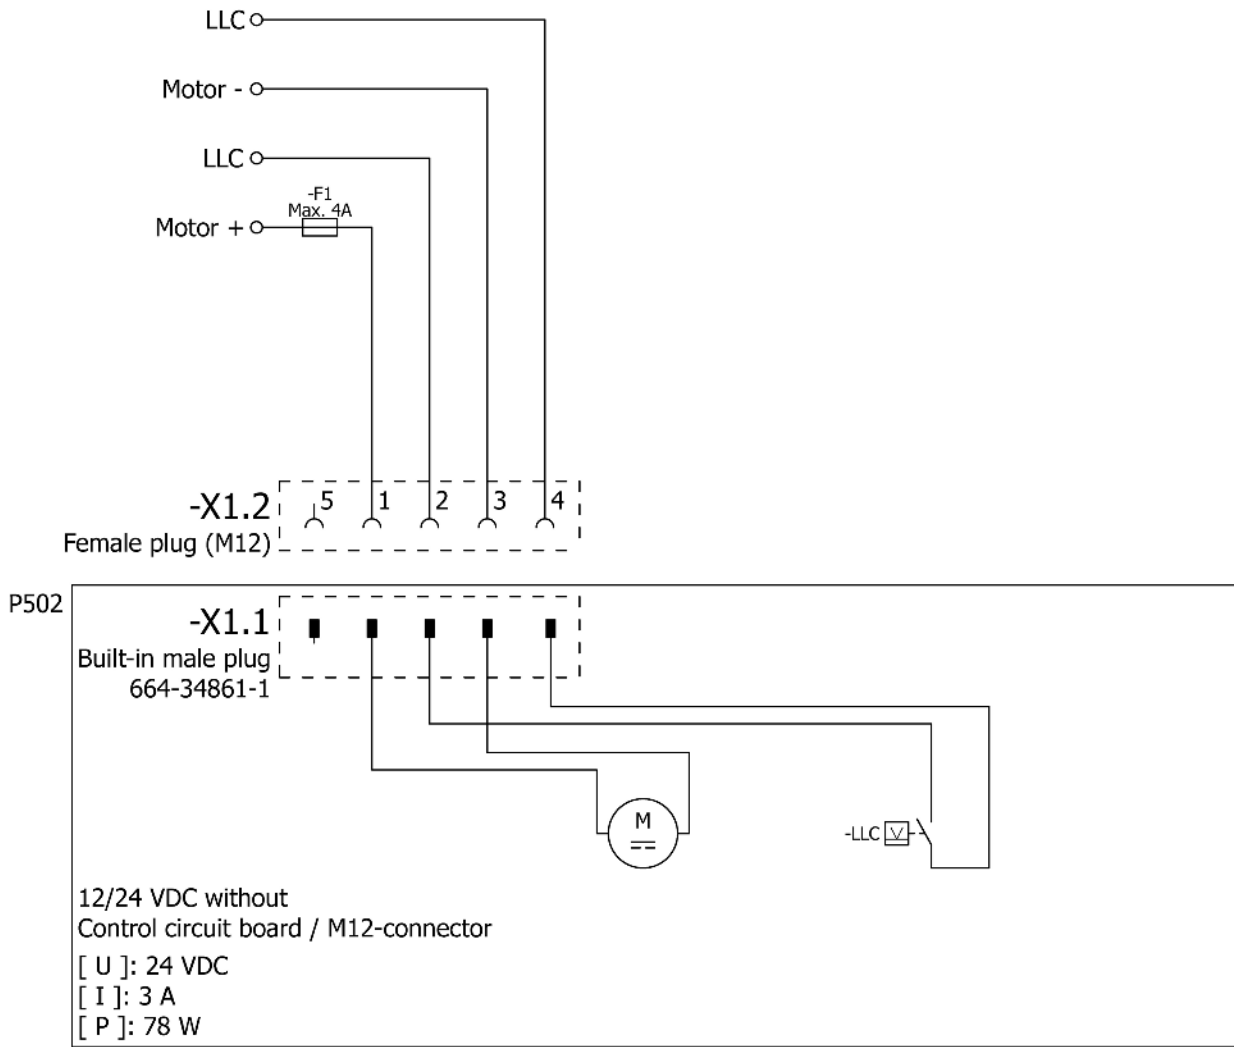 LLC
Motor -
LLC
-F1
Max. 4A
Motor +
-X1.2
5 1 2 3 4
Female plug (M12)
P502
-X1.1
Built-in male plug
664-34861-1
M
-LLC
12/24 VDC without
Control circuit board / M12-connector
[ U ]: 24 VDC
[ I ]: 3 A
[ P ]: 78 W